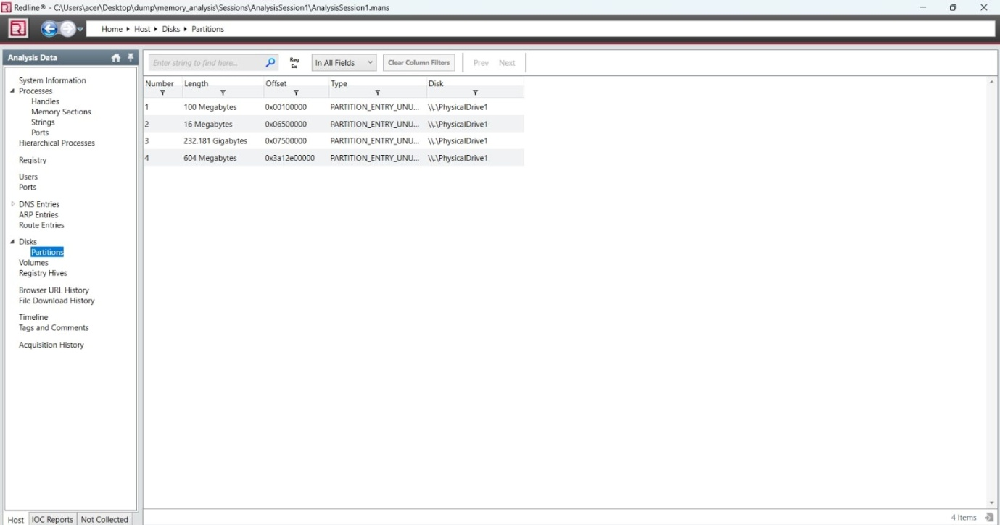 Redline® - C:\Users\acer\Desktop\dump\memory_analysis\Sessions\AnalysisSession1\AnalysisSession1.mans
R
Home Host Disks Partitions
Analysis Data
Enter string to find here...
Reg Ex
In All Fields
Clear Column Filters
Prev Next
System Information
Processes
Handles
Memory Sections
Strings
Ports
Hierarchical Processes
Registry
Users
Ports
DNS Entries
ARP Entries
Route Entries
Disks
Partitions
Volumes
Registry Hives
Browser URL History
File Download History
Timeline
Tags and Comments
Acquisition History
Number Length Offset Type Disk
1 100 Megabytes 0x00100000 PARTITION_ENTRY_UNU... \\.\PhysicalDrive1
2 16 Megabytes 0x06500000 PARTITION_ENTRY_UNU... \\.\PhysicalDrive1
3 232.181 Gigabytes 0x07500000 PARTITION_ENTRY_UNU... \\.\PhysicalDrive1
4 604 Megabytes 0x3a12e00000 PARTITION_ENTRY_UNU... \\.\PhysicalDrive1
4 Items
Host IOC Reports Not Collected